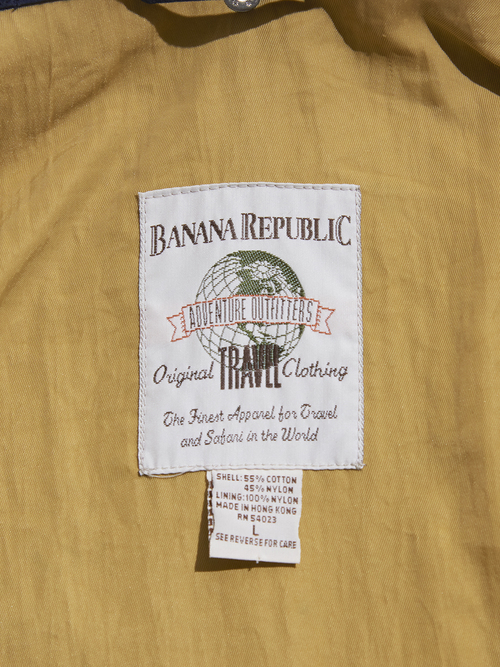 BANANA REPUBLIC
ADVENTURE OUTFITTERS
Original TRAVEL Clothing
The Finest Apparel for Travel
and Safari in the World
SHELL: 55% COTTON
45% NYLON
LINING: 100% NYLON
MADE IN HONG KONG
RN 54023
L
SEE REVERSE FOR CARE